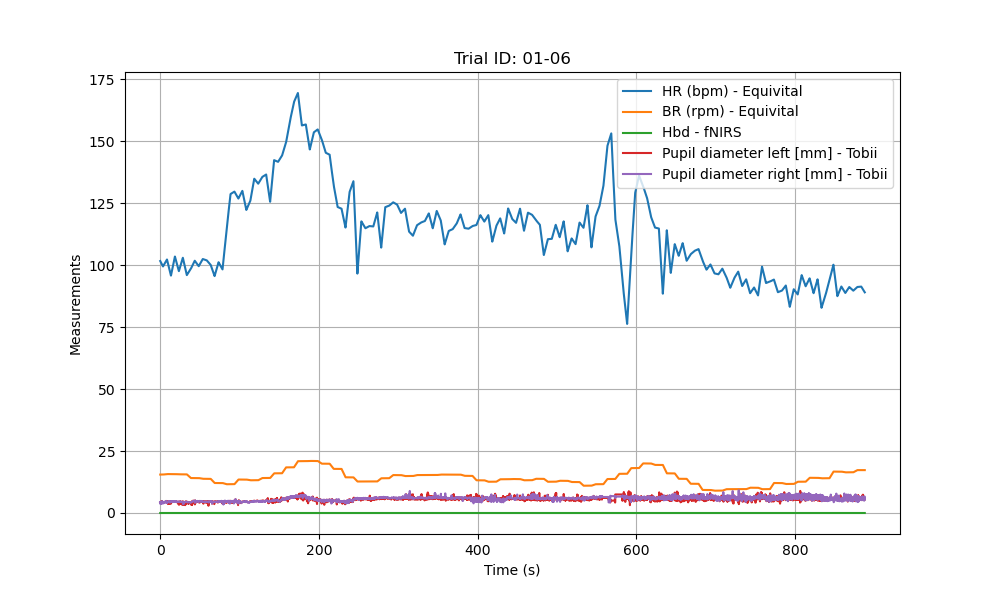 Trial ID: 01-06
175
150
125
100
75
50
25
0
Measurements
HR (bpm) - Equivital
BR (rpm) - Equivital
Hbd - fNIRS
Pupil diameter left [mm] - Tobii
Pupil diameter right [mm] - Tobii
0 200 400 600 800
Time (s)